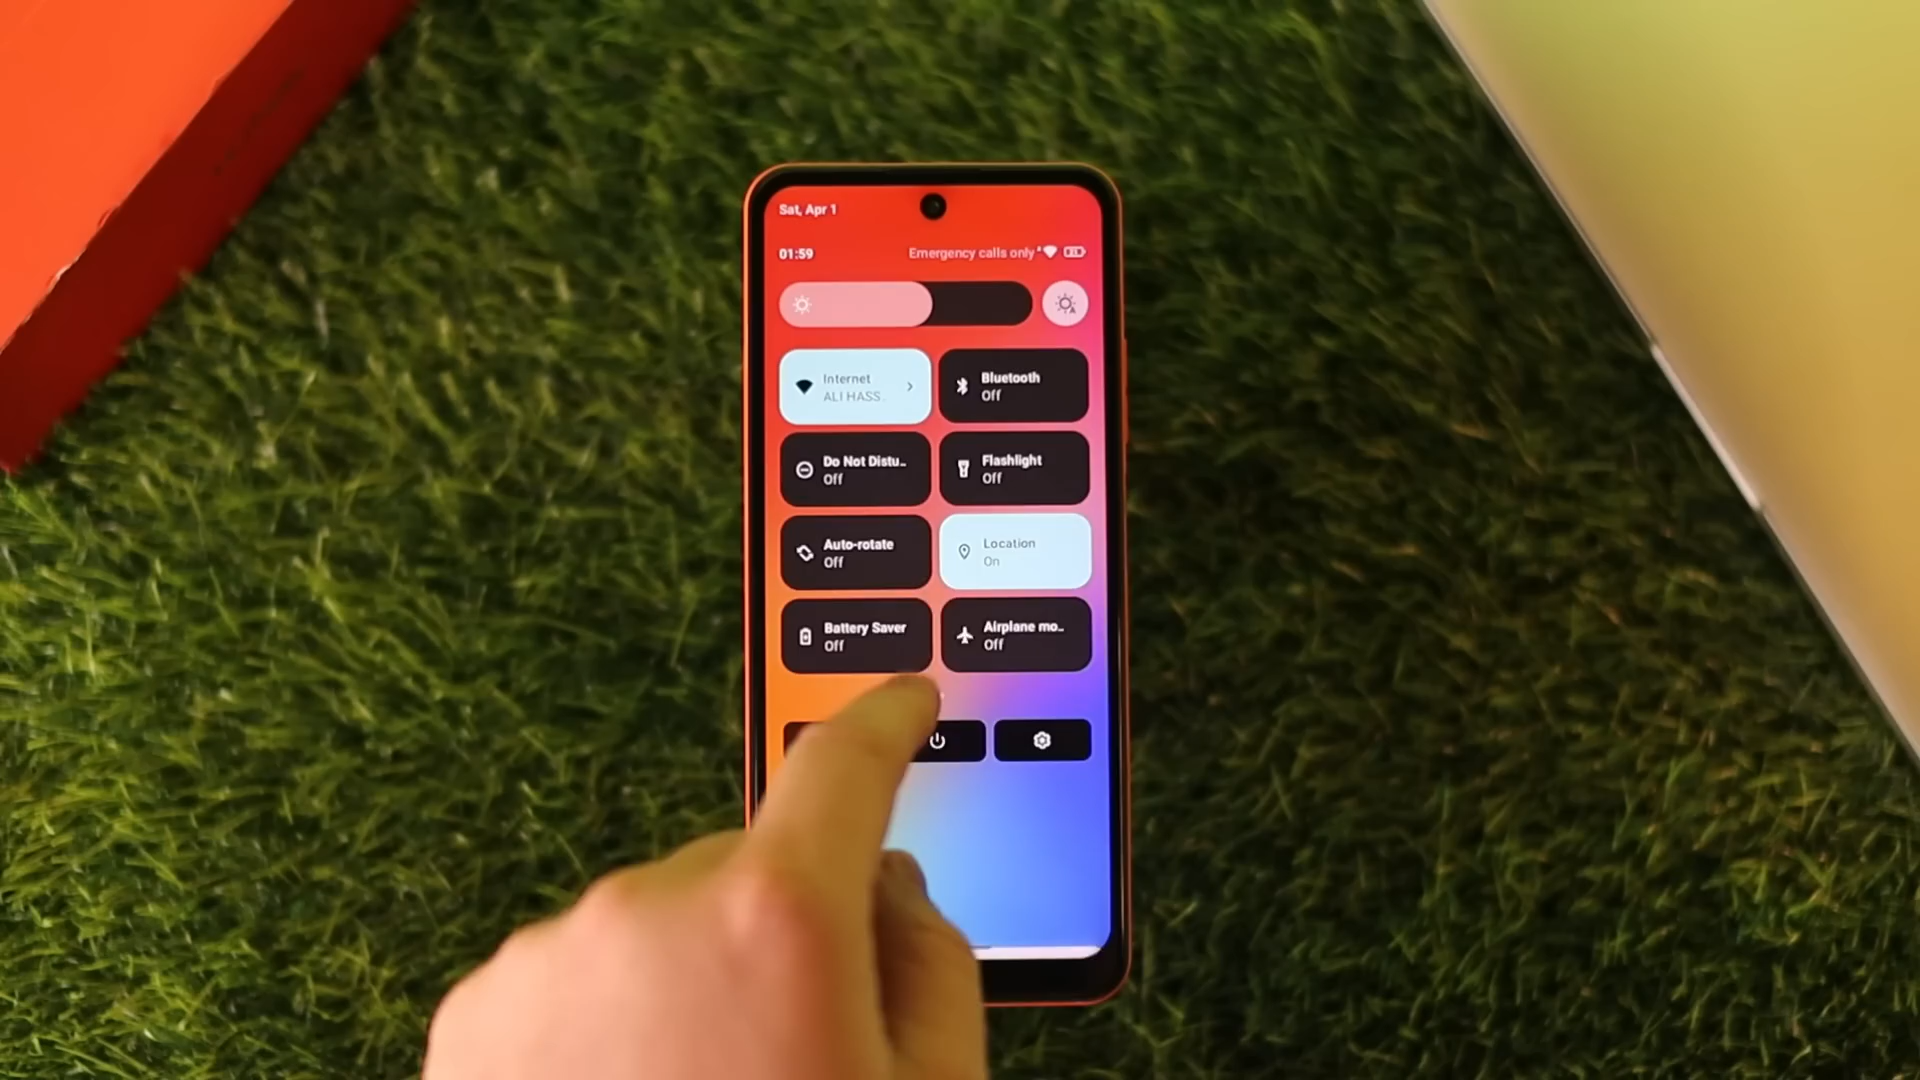 Sat, Apr 1
01:59
Emergency calls only
Internet
ALI HASS.
Bluetooth
Off
Do Not Distu..
Off
Flashlight
Off
Auto-rotate
Off
Location
On
Battery Saver
Off
Airplane mo..
Off